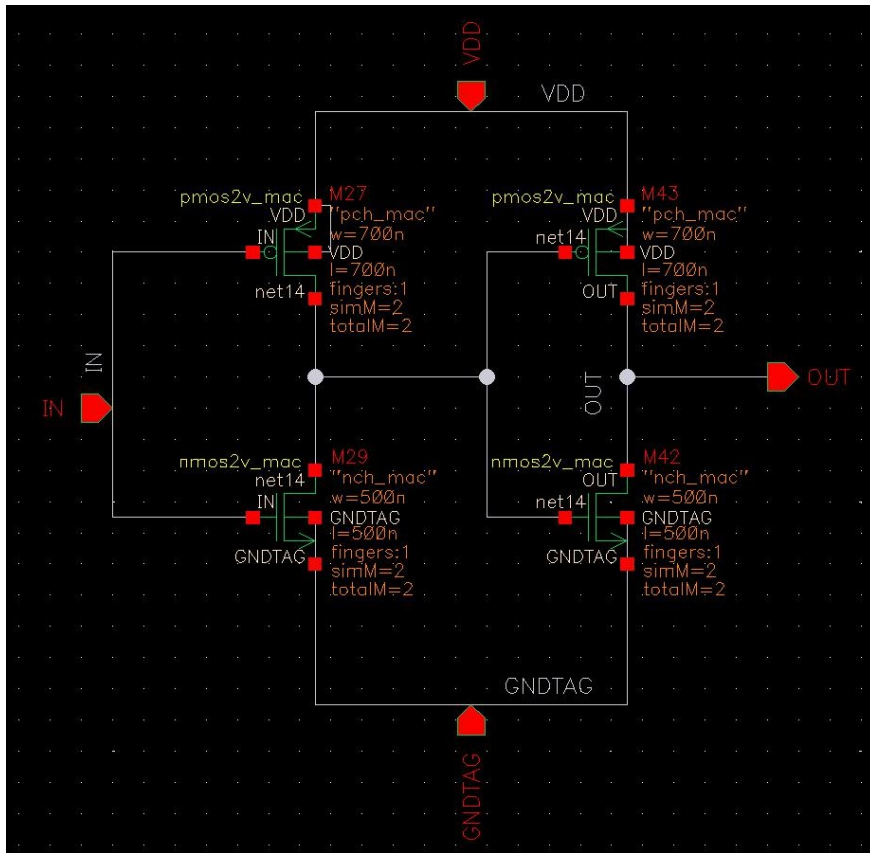 VDD
VDD
pmos2v_mac
M27
VDD
"pch_mac"
w=700n
IN
VDD
l=700n
net14
fingers:1
simM=2
totalM=2
pmos2v_mac
M43
VDD
"pch_mac"
w=700n
net14
VDD
l=700n
OUT
fingers:1
simM=2
totalM=2
IN
IN
OUT
OUT
nmos2v_mac
M29
net14
"nch_mac"
IN
w=500n
GNDTAG
l=500n
GNDTAG
fingers:1
simM=2
totalM=2
nmos2v_mac
M42
OUT
"nch_mac"
net14
w=500n
GNDTAG
l=500n
GNDTAG
fingers:1
simM=2
totalM=2
GNDTAG
GNDTAG